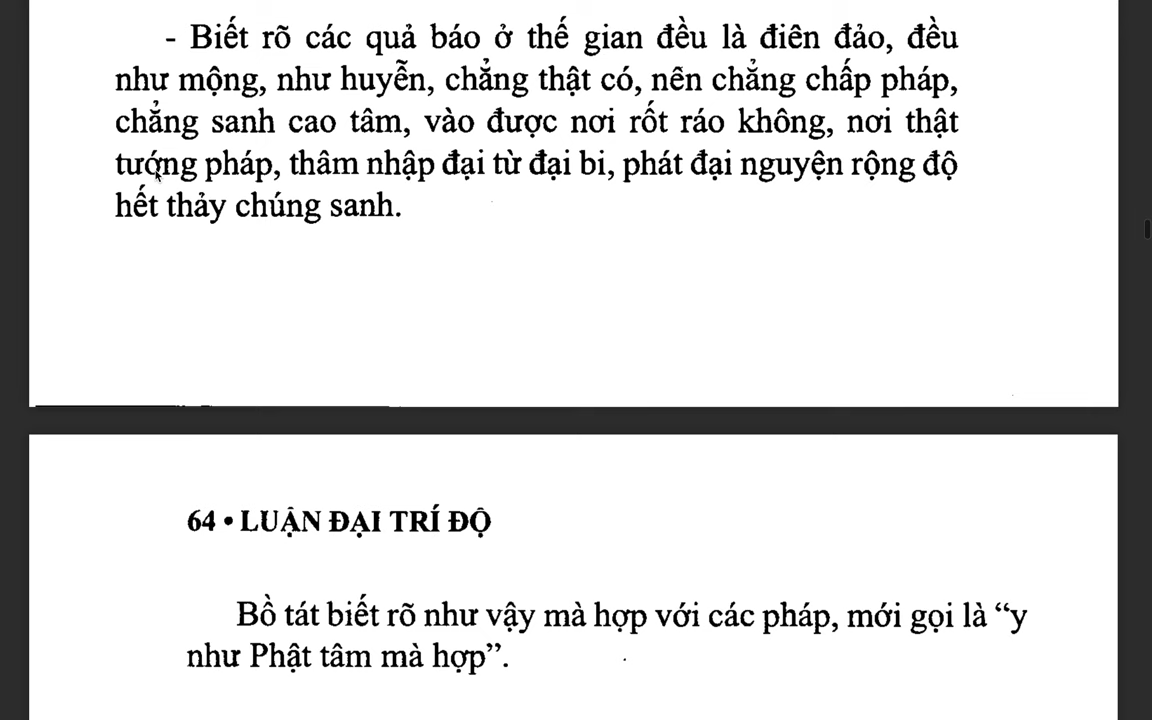 - Biết rõ các quả báo ở thế gian đều là điên đảo, đều
như mộng, như huyễn, chẳng thật có, nên chẳng chấp pháp,
chẳng sanh cao tâm, vào được nơi rốt ráo không, nơi thật
tướng pháp, thâm nhập đại từ đại bi, phát đại nguyện rộng độ
hết thảy chúng sanh.
64 • LUẬN ĐẠI TRÍ ĐỘ
Bồ tát biết rõ như vậy mà hợp với các pháp, mới gọi là “y
như Phật tâm mà hợp”.